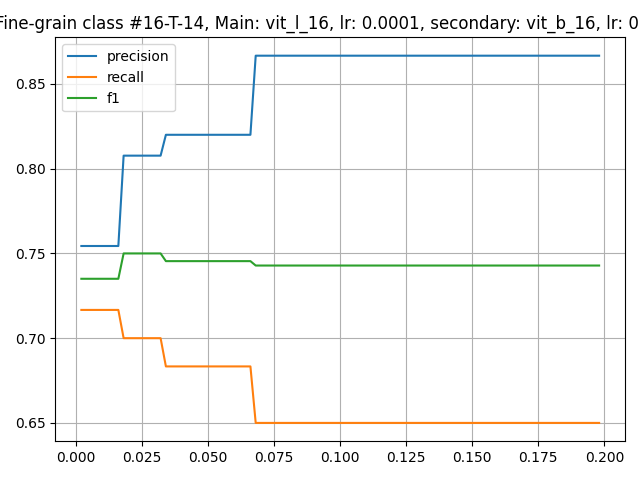 Fine-grain class #16-T-14, Main: vit_l_16, lr: 0.0001, secondary: vit_b_16, lr: 0
precision
recall
f1
0.85
0.80
0.75
0.70
0.65
0.000 0.025 0.050 0.075 0.100 0.125 0.150 0.175 0.200